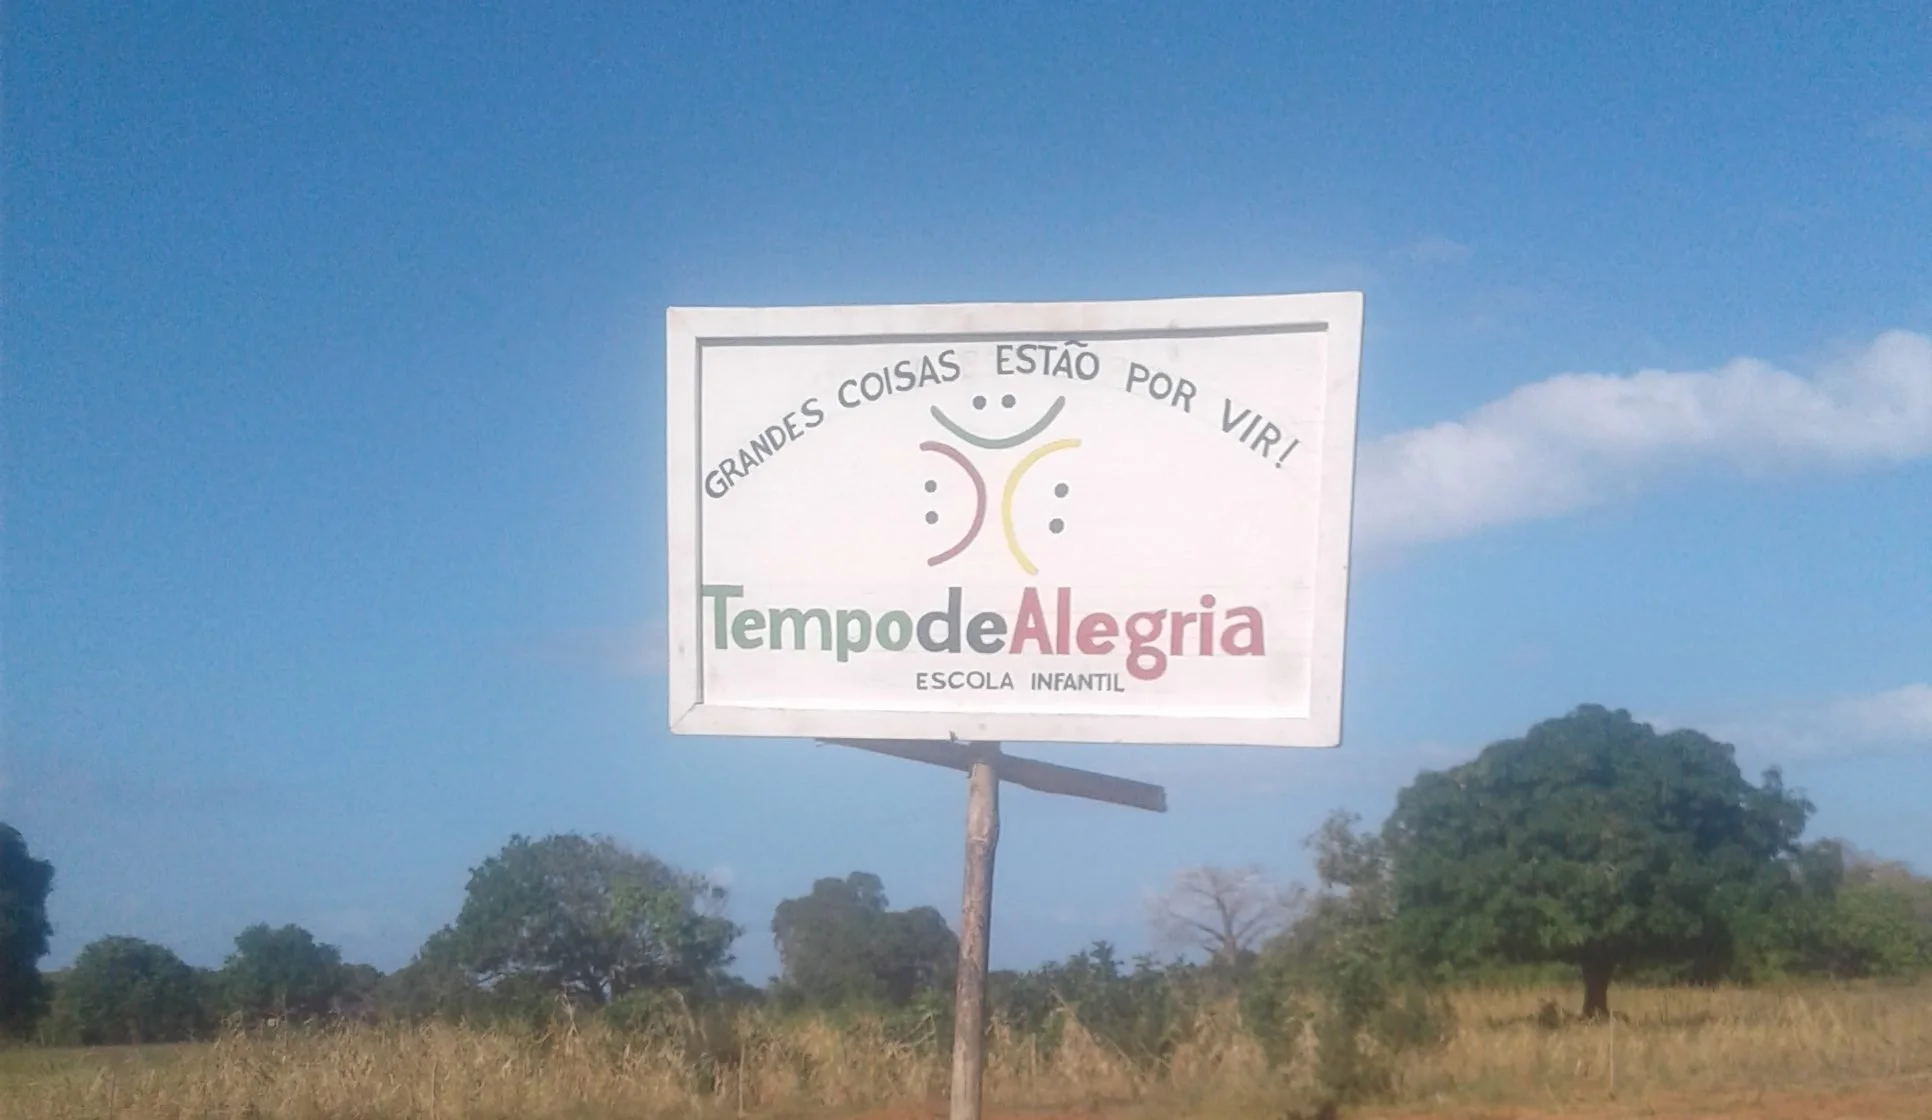 GRANDES COISAS ESTÃO POR VIR!
TempodeAlegria
ESCOLA INFANTIL